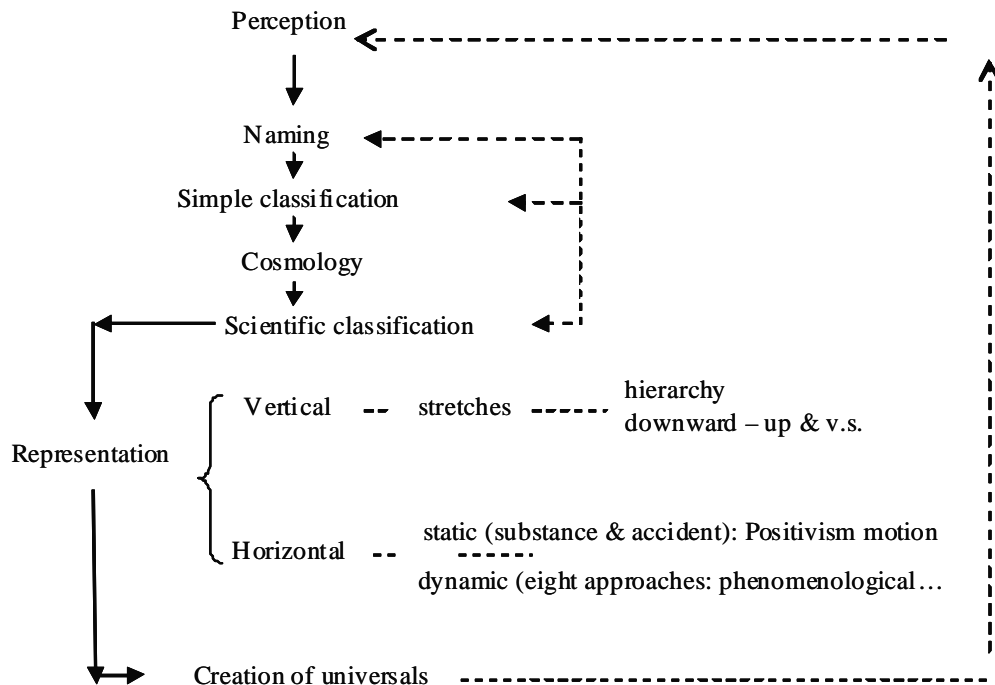 Perception
Naming
Simple classification
Cosmology
Scientific classification
Vertical
stretches
hierarchy
downward – up & v.s.
Representation
Horizontal
static (substance & accident): Positivism motion
dynamic (eight approaches: phenomenological…
Creation of universals